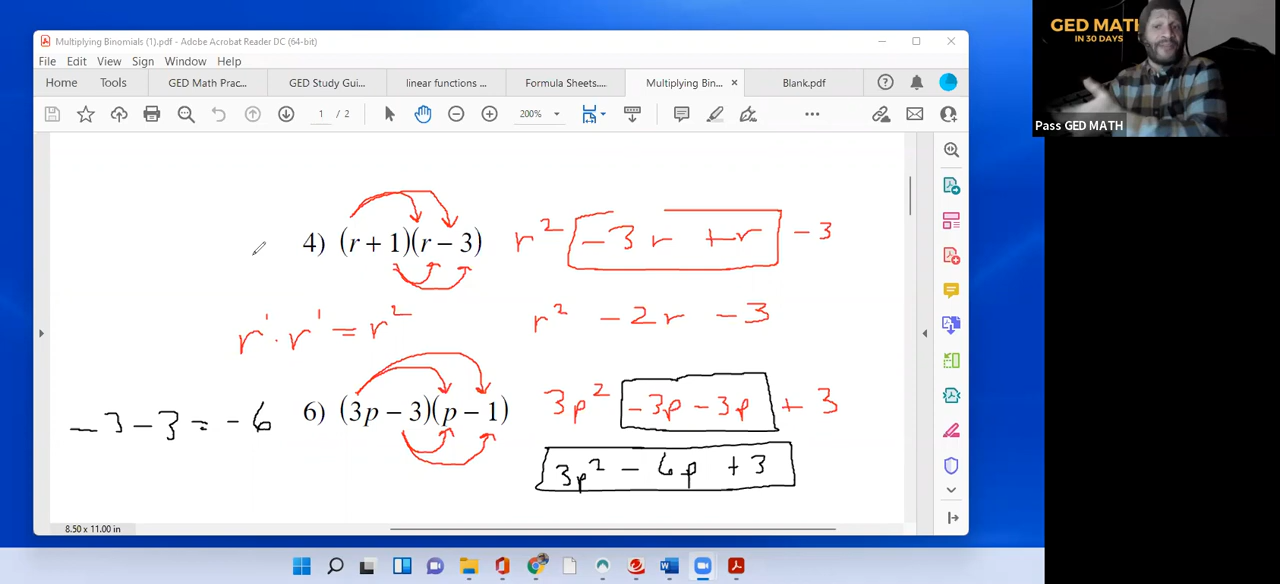 Multiplying Binomials (1).pdf - Adobe Acrobat Reader DC (64-bit)
File Edit View Sign Window Help
Home Tools GED Math Prac... GED Study Gui... linear functions ... Formula Sheets.... Multiplying Bin... × Blank.pdf
1 / 2 200%
4) (r + 1)(r − 3) r² −3r +r −3
r¹ · r¹ = r² r² −2r −3
6) (3p − 3)(p − 1) 3p² −3p −3p + 3
−3 −3 = −6
3p² − 6p + 3
8.50 x 11.00 in
GED MATH
IN 30 DAYS
Pass GED MATH